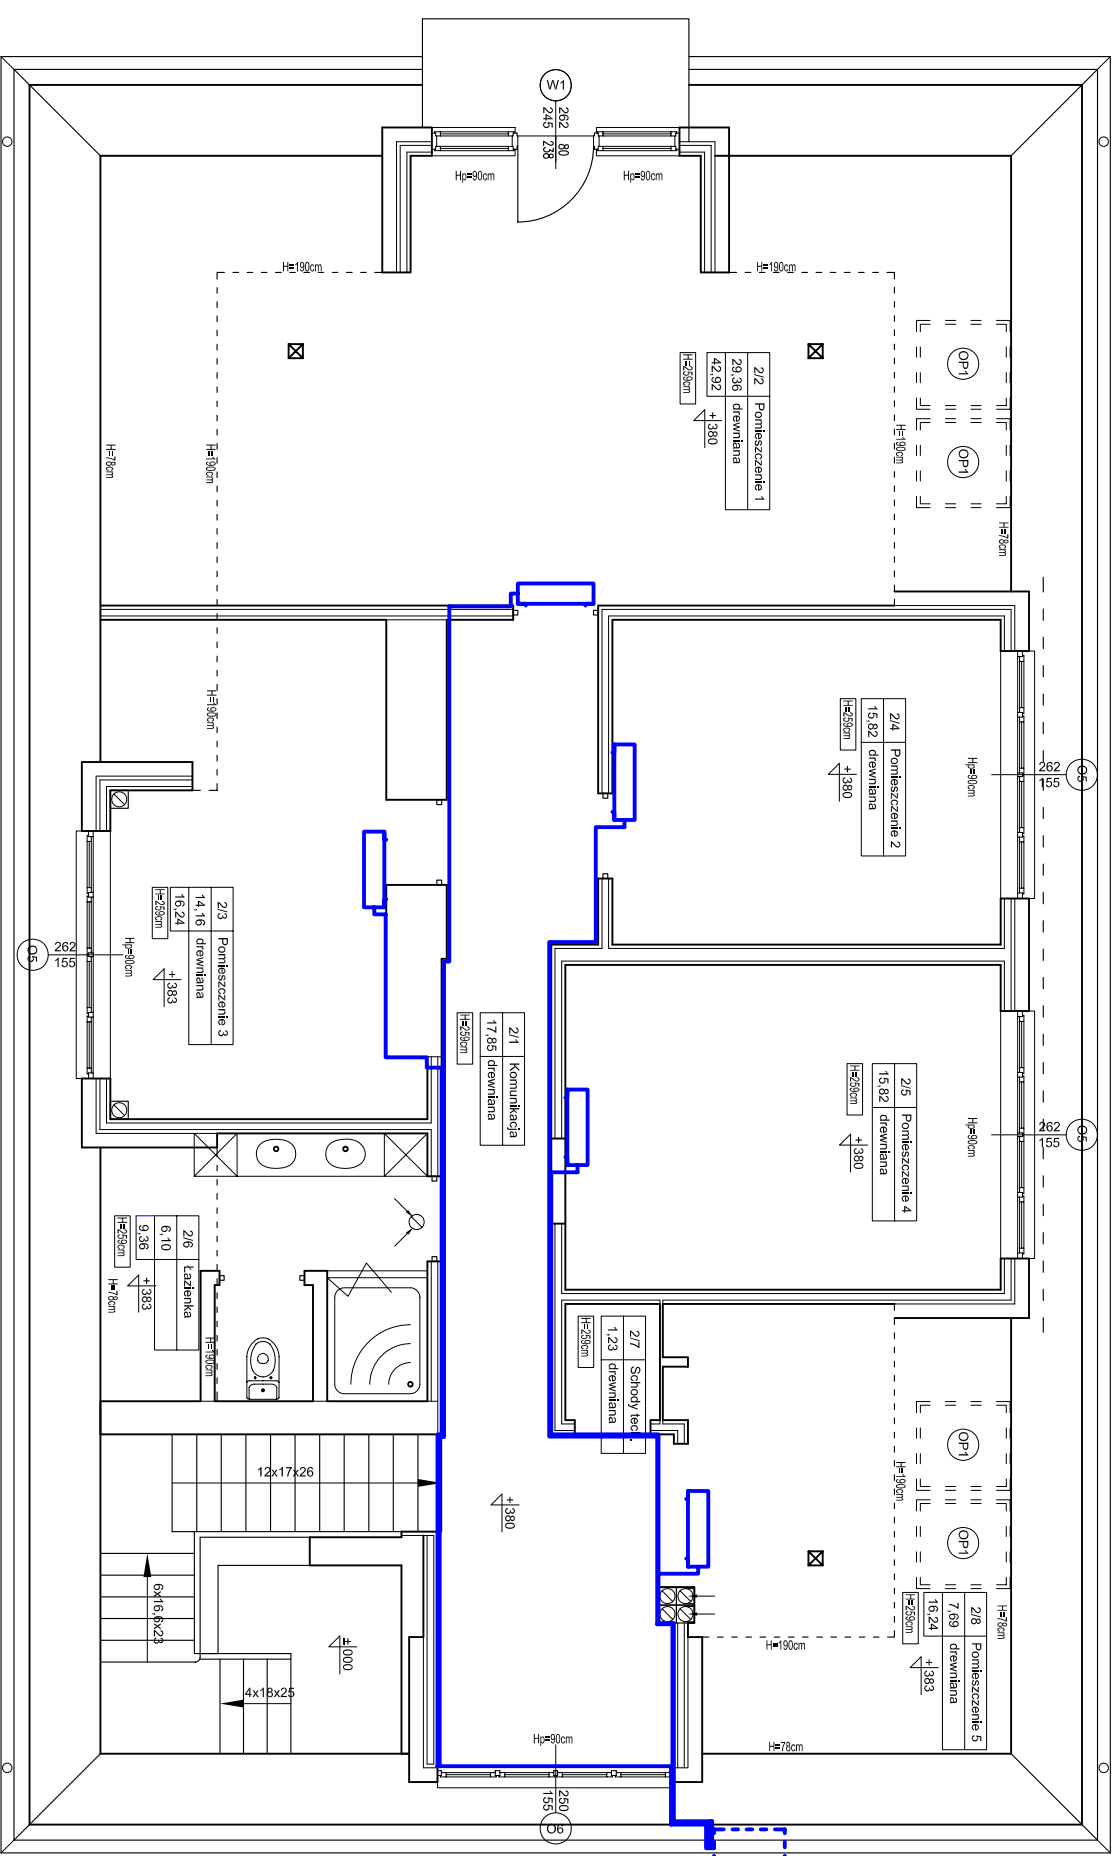 W1
262
245
80
238
Hp=90cm
Hp=90cm
H=190cm
H=190cm
2/2 Pomieszczenie 1
29,36 drewniana
42,92
H=259cm
+380
OP1
OP1
H=190cm
H=78cm
H=190cm
H=78cm
H=190cm
2/4 Pomieszczenie 2
15,82 drewniana
H=259cm
+380
Hp=90cm
262
155
O5
2/3 Pomieszczenie 3
14,16 drewniana
16,24
H=259cm
+383
Hp=90cm
262
155
O5
2/1 Komunikacja
17,85 drewniana
H=259cm
2/5 Pomieszczenie 4
15,82 drewniana
H=259cm
+380
Hp=90cm
262
155
O5
2/6 Łazienka
6,10
9,36
H=259cm
+383
H=78cm
H=190cm
2/7 Schody tech.
1,23 drewniana
H=259cm
OP1
OP1
H=190cm
12x17x26
+380
6x16,6x23
±000
4x18x25
2/8 Pomieszczenie 5
7,69 drewniana
16,24
H=259cm
+383
H=78cm
H=190cm
H=78cm
Hp=90cm
250
155
O6